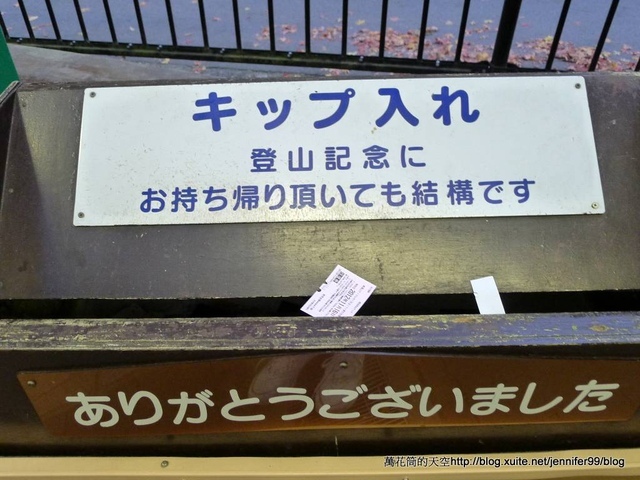 キップ入れ
登山記念に
お持ち帰り頂いても結構です
ありがとうございました
萬花筒的天空http://blog.xuite.net/jennifer99/blog